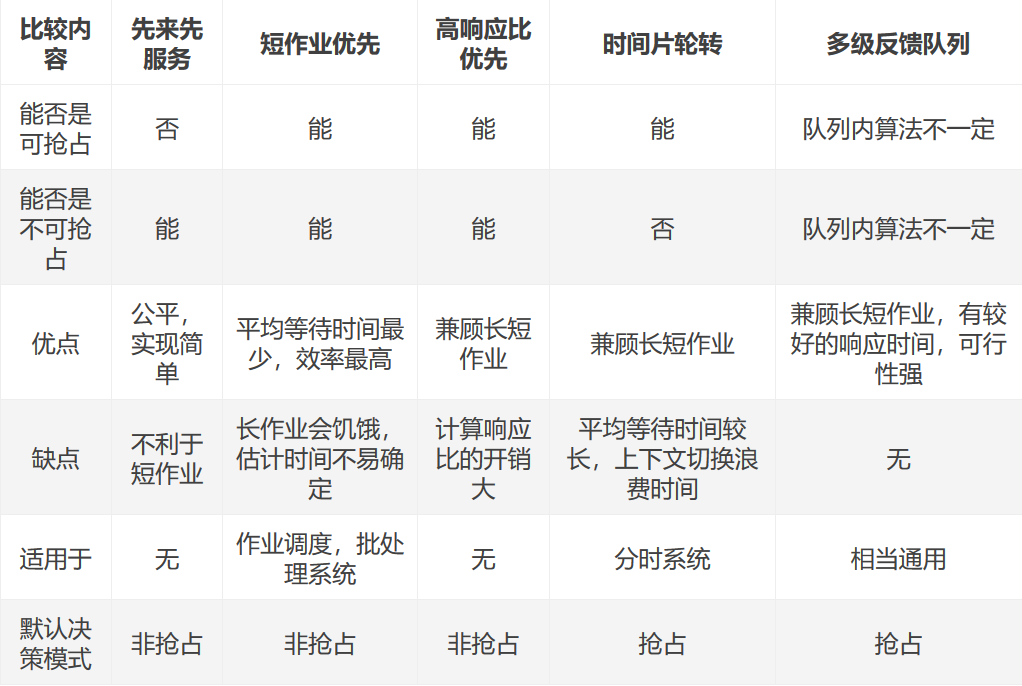 比较内
容
先来先
服务
短作业优先
高响应比
优先
时间片轮转
多级反馈队列
能否是
可抢占
否
能
能
能
队列内算法不一定
能否是
不可抢
占
能
能
能
否
队列内算法不一定
优点
公平，
实现简
单
平均等待时间最
少，效率最高
兼顾长短
作业
兼顾长短作业
兼顾长短作业，有较
好的响应时间，可行
性强
缺点
不利于
短作业
长作业会饥饿，
估计时间不易确
定
计算响应
比的开销
大
平均等待时间较
长，上下文切换浪
费时间
无
适用于
无
作业调度，批处
理系统
无
分时系统
相当通用
默认决
策模式
非抢占
非抢占
非抢占
抢占
抢占